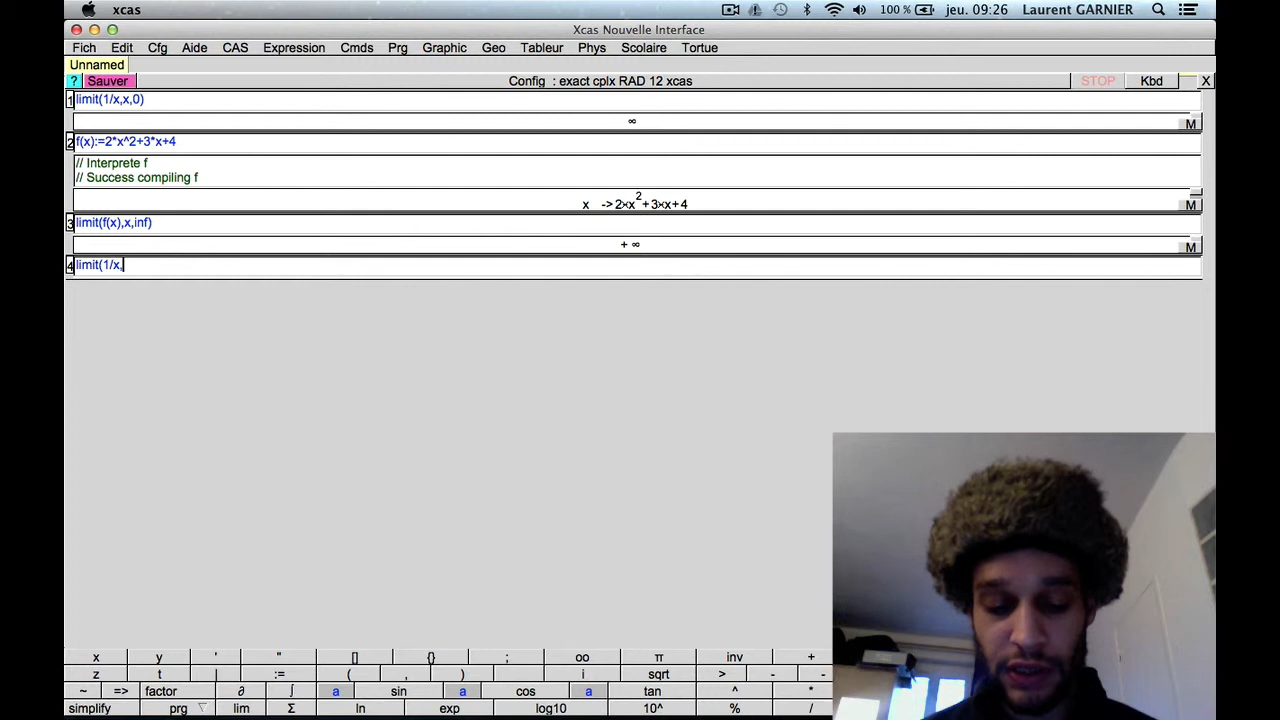 xcas 100 % jeu. 09:26 Laurent GARNIER
Xcas Nouvelle Interface
Fich Edit Cfg Aide CAS Expression Cmds Prg Graphic Geo Tableur Phys Scolaire Tortue
Unnamed
? Sauver Config : exact cplx RAD 12 xcas STOP Kbd X
1 limit(1/x,x,0)
∞ M
2 f(x):=2*x^2+3*x+4
// Interprete f
// Success compiling f
x ->2×x²+3×x+4 M
3 limit(f(x),x,inf)
+∞ M
4 limit(1/x,
x y ' " [] {} ; oo π inv +
z t | := ( , ) i sqrt > - -
~ => factor ∂ ∫ a sin a cos a tan ^ *
simplify prg lim Σ ln exp log10 10^ % /